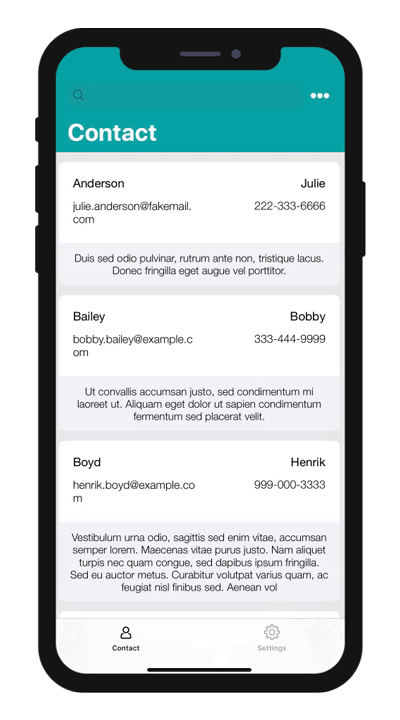 Contact
Anderson Julie
julie.anderson@fakemail. 222-333-6666
com
Duis sed odio pulvinar, rutrum ante non, tristique lacus.
Donec fringilla eget augue vel porttitor.
Bailey Bobby
bobby.bailey@example.c 333-444-9999
om
Ut convallis accumsan justo, sed condimentum mi
laoreet ut. Aliquam eget dolor ut sapien condimentum
fermentum sed placerat velit.
Boyd Henrik
henrik.boyd@example.co 999-000-3333
m
Vestibulum urna odio, sagittis sed enim vitae, accumsan
semper lorem. Maecenas vitae purus justo. Nam aliquet
turpis nec quam congue, sed dapibus ipsum fringilla.
Sed eu auctor metus. Curabitur volutpat varius quam, ac
feugiat nisl finibus sed. Aenean vol
Contact Settings